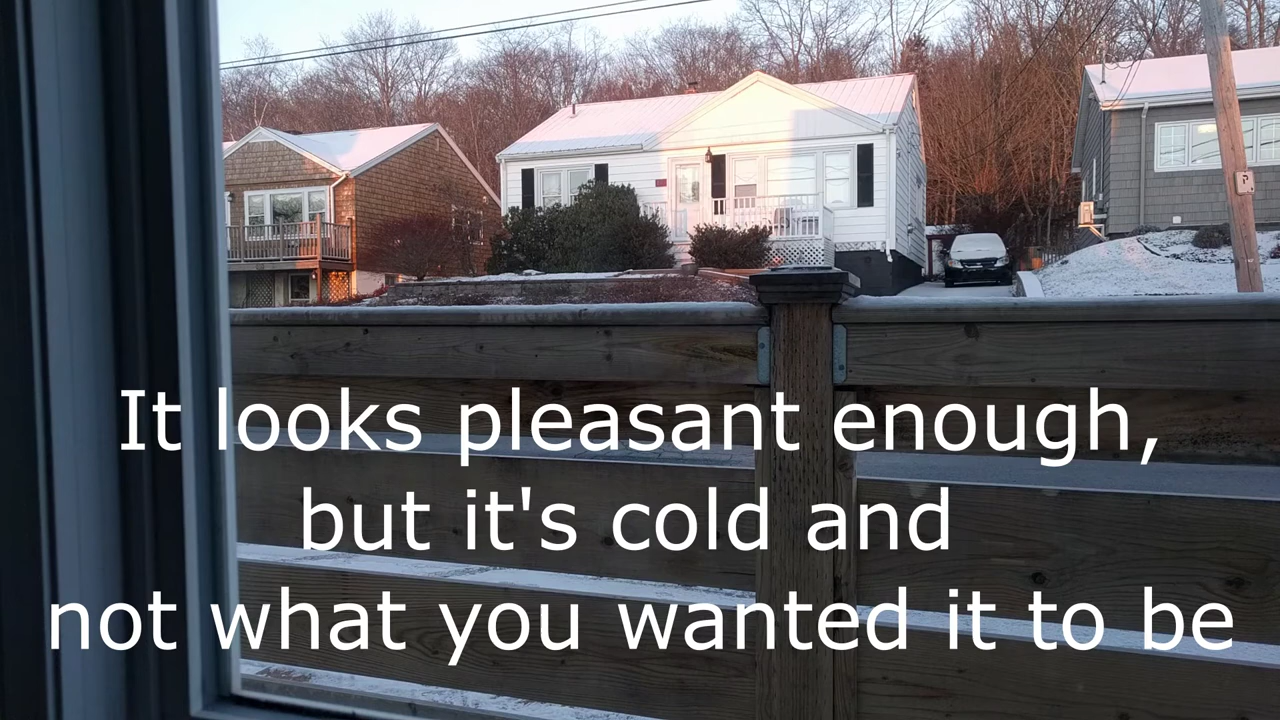 It looks pleasant enough,
but it's cold and
not what you wanted it to be